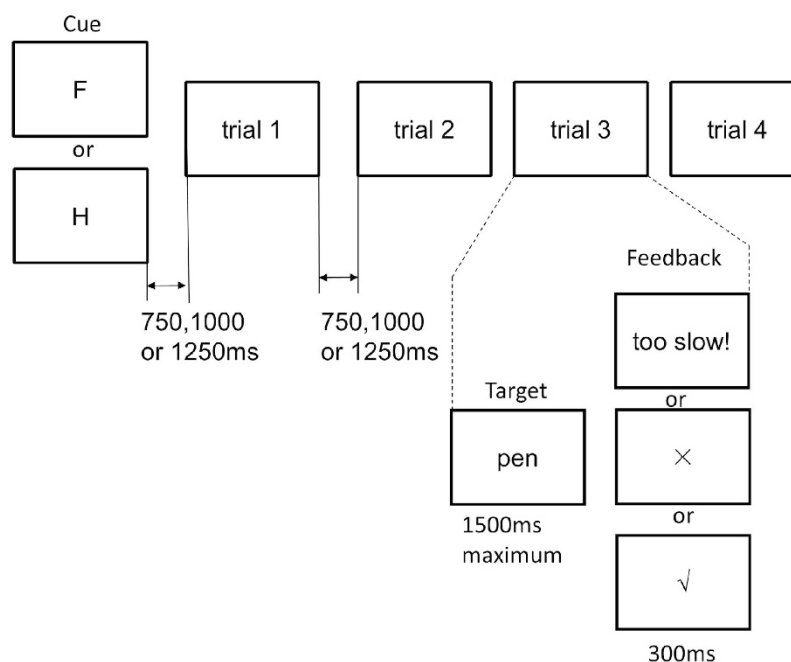 Cue
F
or
H
trial 1
trial 2
trial 3
trial 4
750,1000
or 1250ms
750,1000
or 1250ms
Target
pen
1500ms
maximum
Feedback
too slow!
or
×
or
√
300ms